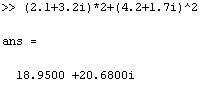 >> (2.1+3.2i)*2+(4.2+1.7i)^2
ans =
18.9500 +20.6800i